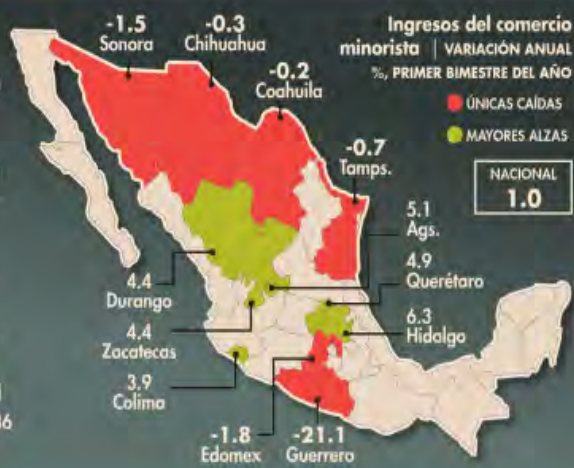 Ingresos del comercio
minorista | VARIACIÓN ANUAL
%, PRIMER BIMESTRE DEL AÑO
ÚNICAS CAÍDAS
MAYORES ALZAS
NACIONAL
1.0
-1.5
Sonora
-0.3
Chihuahua
-0.2
Coahuila
-0.7
Tamps.
5.1
Ags.
4.9
Querétaro
6.3
Hidalgo
4.4
Durango
4.4
Zacatecas
3.9
Colima
-1.8
Edomex
-21.1
Guerrero